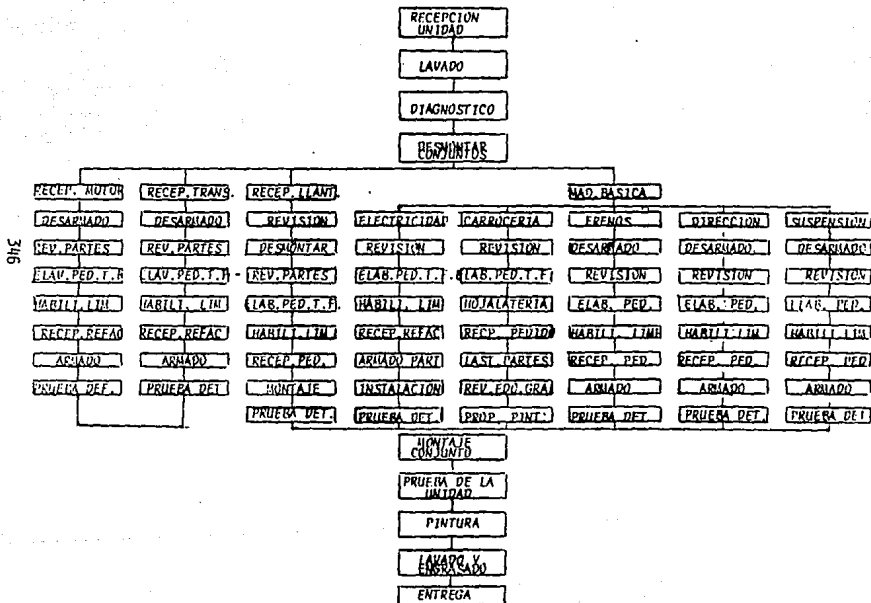 RECEPCION
UNIDAD
LAVADO
DIAGNOSTICO
DESMONTAR
CONJUNTOS
RECEP. MOTOR RECEP.TRANS. RECEP.LLANT. MAQ.BASICA
DESARMADO DESARMADO REVISION ELECTRICIDAD CARROCERIA FRENOS DIRECCION SUSPENSION
REV.PARTES REV.PARTES DESMONTAR REVISION REVISION DESARMADO DESARMADO. DESARMADO
ELAV.PED.T.F LAV.PED.T.F- REV.PARTES ELAB.PED.T.F. ELAB.PED.T.F. REVISION REVISION REVISION
HABILI.LIM HABILI. LIM ELAB.PED.T.F. HABILI. LIM HOJALATERIA ELAB. PED. ELAB. PED. ELAB. PED.
RECEP.REFAC RECEP.REFAC HABILI.LIM. RECEP.REFAC RECP. PEDIDO HABILI. LIM HABILI.LIM HABILI LIM
ARMADO ARMADO RECEP.PED. ARMADO PART LAST.PARTES RECEP. PED. RECEP. PED. RECEP. PED
PRUEBA DEF. PRUEBA DET MONTAJE INSTALACION REV.EDO.GRA ARMADO ARMADO ARMADO
PRUEBA DET. PRUEBA DET. PROP. PINT. PRUEBA DET. PRUEBA DET. PRUEBA DET
346
MONTAJE
CONJUNTO
PRUEBA DE LA
UNIDAD
PINTURA
LAVADO Y
ENGRASADO
ENTREGA